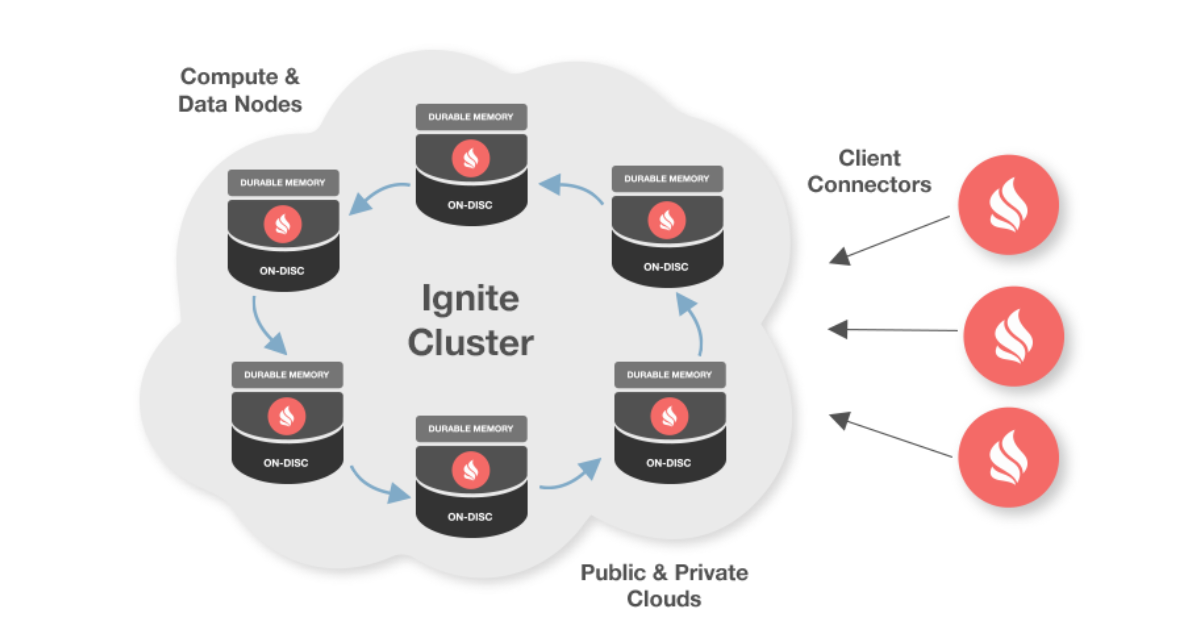 Compute &
Data Nodes
DURABLE MEMORY
ON-DISC
DURABLE MEMORY
ON-DISC
DURABLE MEMORY
ON-DISC
Client
Connectors
Ignite
Cluster
DURABLE MEMORY
ON-DISC
DURABLE MEMORY
ON-DISC
DURABLE MEMORY
ON-DISC
Public & Private
Clouds